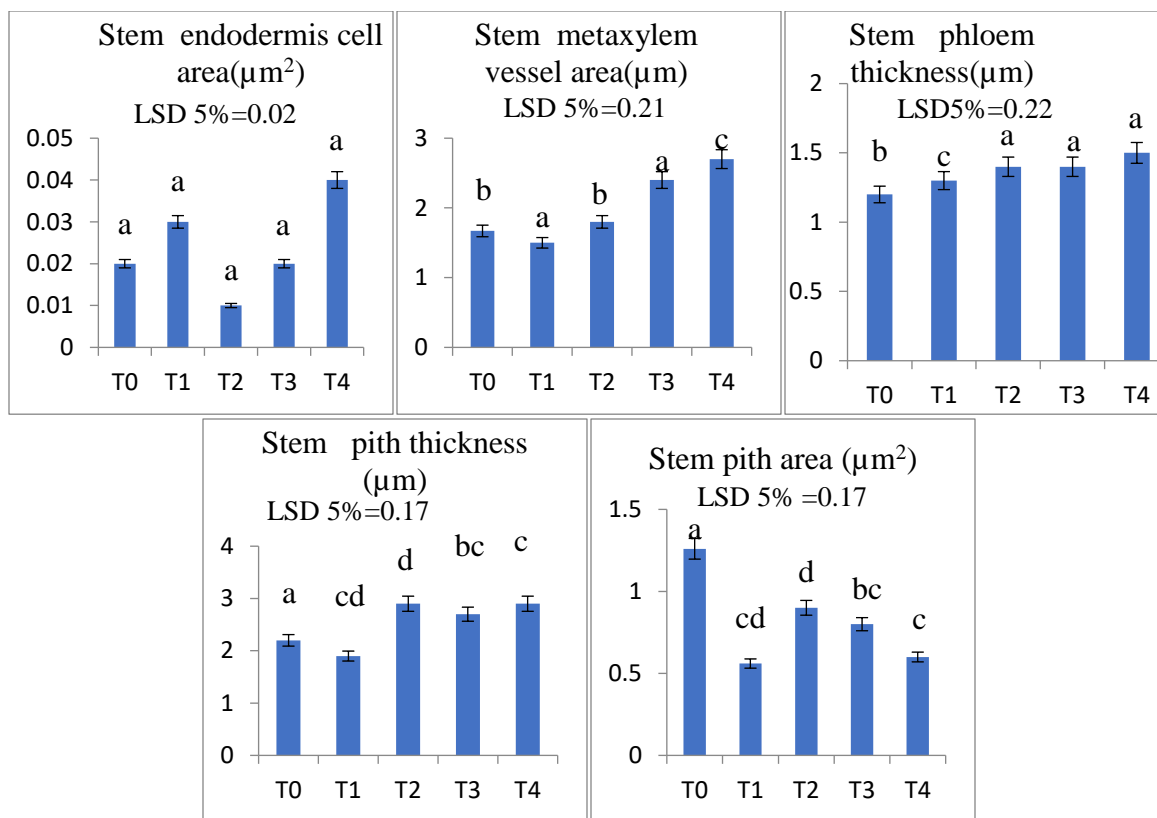 Stem endodermis cell
area(µm²)
LSD 5%=0.02
0.05
0.04
0.03
0.02
0.01
0
a
a
a
a
a
T0 T1 T2 T3 T4
Stem metaxylem
vessel area(µm)
LSD 5%=0.21
3
2
1
0
b
a
b
a
c
T0 T1 T2 T3 T4
Stem phloem
thickness(µm)
LSD5%=0.22
2
1.5
1
0.5
0
b
c
a
a
a
T0 T1 T2 T3 T4
Stem pith thickness
(µm)
LSD 5%=0.17
4
3
2
1
0
a
cd
d
bc
c
T0 T1 T2 T3 T4
Stem pith area (µm²)
LSD 5% =0.17
1.5
1
0.5
0
a
cd
d
bc
c
T0 T1 T2 T3 T4